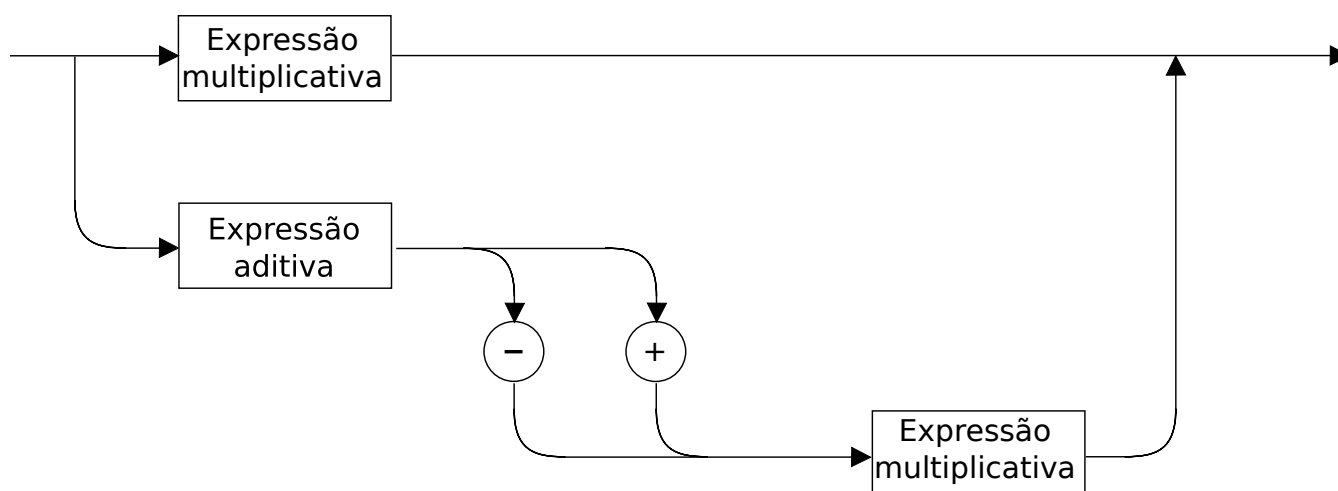 Expressão
multiplicativa
Expressão
aditiva
−
+
Expressão
multiplicativa